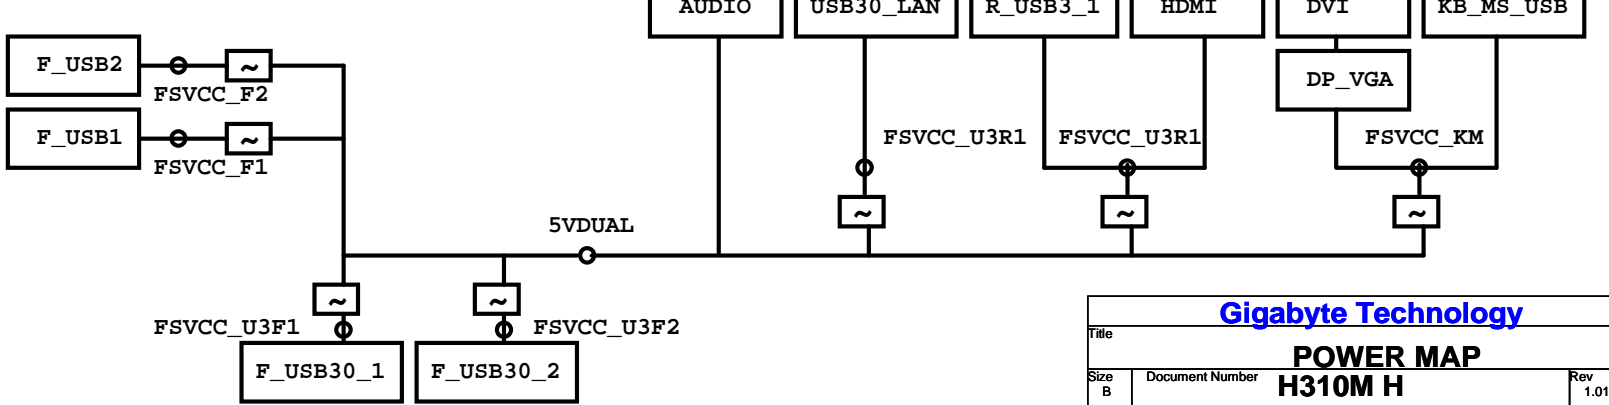 AUDIO
USB30_LAN
R_USB3_1
HDMI
DVI
KB_MS_USB
F_USB2
~
FSVCC_F2
DP_VGA
F_USB1
~
FSVCC_F1
FSVCC_U3R1
FSVCC_U3R1
FSVCC_KM
~
~
~
5VDUAL
~
~
FSVCC_U3F1
FSVCC_U3F2
F_USB30_1
F_USB30_2
Gigabyte Technology
Title
POWER MAP
Size
B
Document Number
H310M H
Rev
1.01